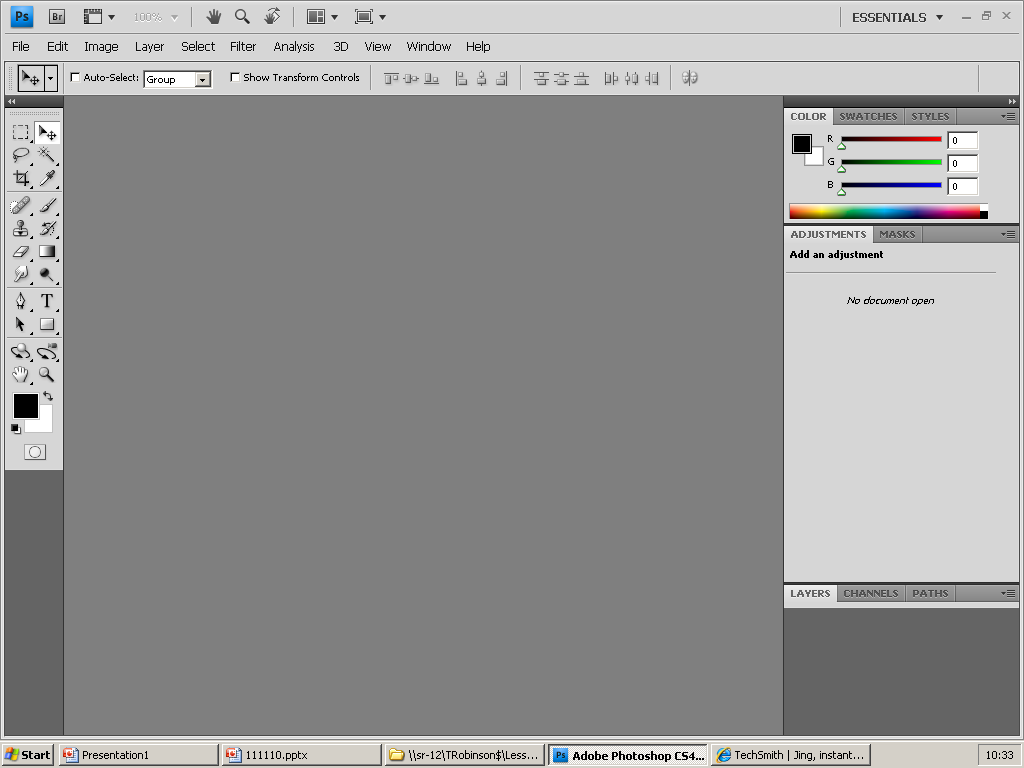 Ps Br 100% ESSENTIALS
File Edit Image Layer Select Filter Analysis 3D View Window Help
Auto-Select: Group Show Transform Controls
COLOR SWATCHES STYLES
R 0
G 0
B 0
ADJUSTMENTS MASKS
Add an adjustment
No document open
T
LAYERS CHANNELS PATHS
Start Presentation1 111110.pptx \\sr-12\TRobinson$\Less... Ps Adobe Photoshop CS4... TechSmith | Jing, instant... 10:33